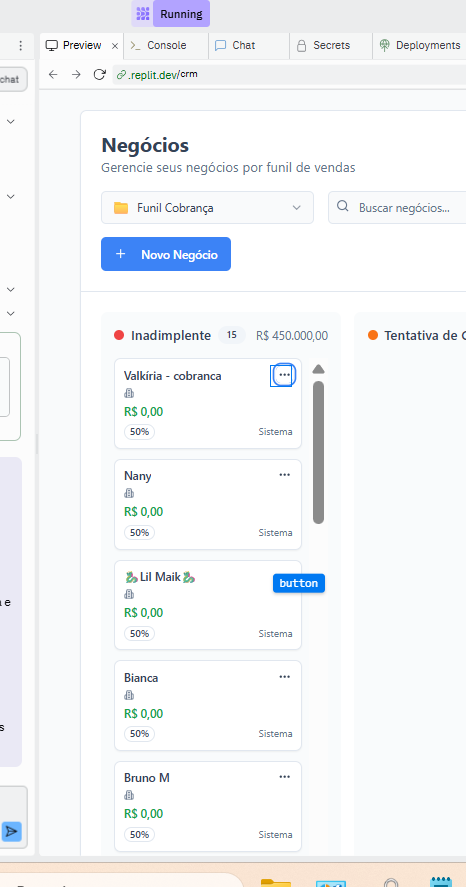 Running
Preview
Console
Chat
Secrets
Deployments
chat
.replit.dev/crm
Negócios
Gerencie seus negócios por funil de vendas
Funil Cobrança
Buscar negócios...
+ Novo Negócio
Inadimplente 15 R$ 450.000,00
Tentativa de
Valkíria - cobranca
R$ 0,00
50% Sistema
Nany
R$ 0,00
50% Sistema
🐉Lil Maik🐉
button
R$ 0,00
50% Sistema
Bianca
R$ 0,00
50% Sistema
Bruno M
R$ 0,00
50% Sistema